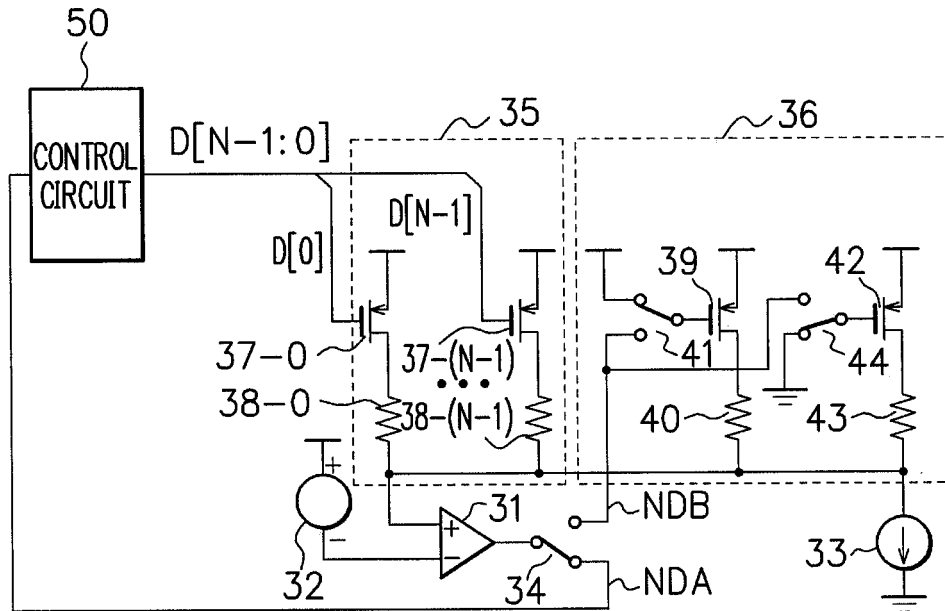 50
35
36
CONTROL
CIRCUIT
D[N-1:0]
D[N-1]
D[0]
39
42
37-0
37-(N-1)
41
44
38-0
38-(N-1)
40
43
+
31
NDB
+
−
−
32
34
NDA
33